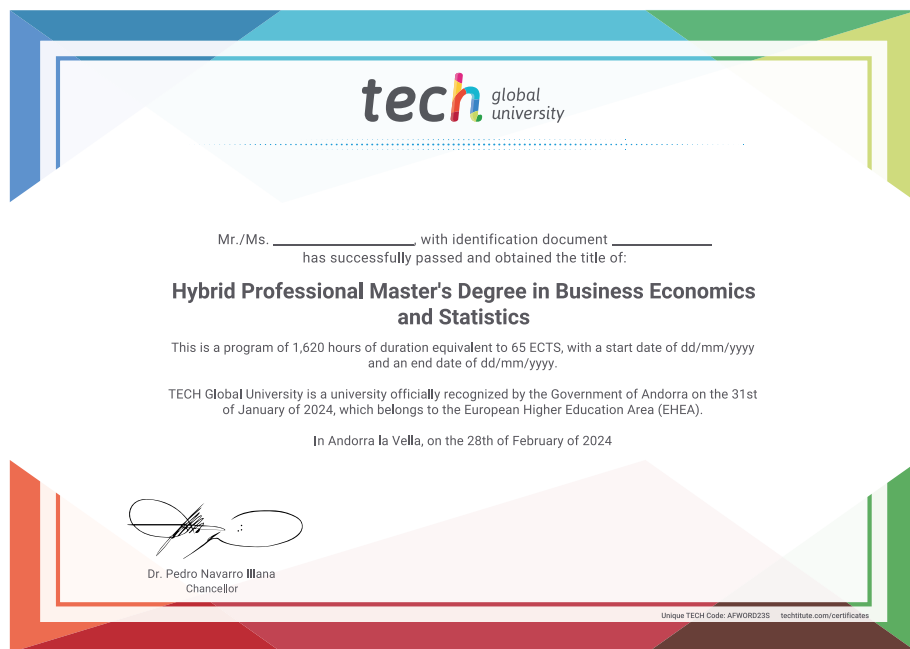 tech global
university
Mr./Ms. ________________, with identification document ____________
has successfully passed and obtained the title of:
Hybrid Professional Master's Degree in Business Economics
and Statistics
This is a program of 1,620 hours of duration equivalent to 65 ECTS, with a start date of dd/mm/yyyy
and an end date of dd/mm/yyyy.
TECH Global University is a university officially recognized by the Government of Andorra on the 31st
of January of 2024, which belongs to the European Higher Education Area (EHEA).
In Andorra la Vella, on the 28th of February of 2024
Dr. Pedro Navarro Illana
Chancellor
Unique TECH Code: AFWORD23S techtitute.com/certificates